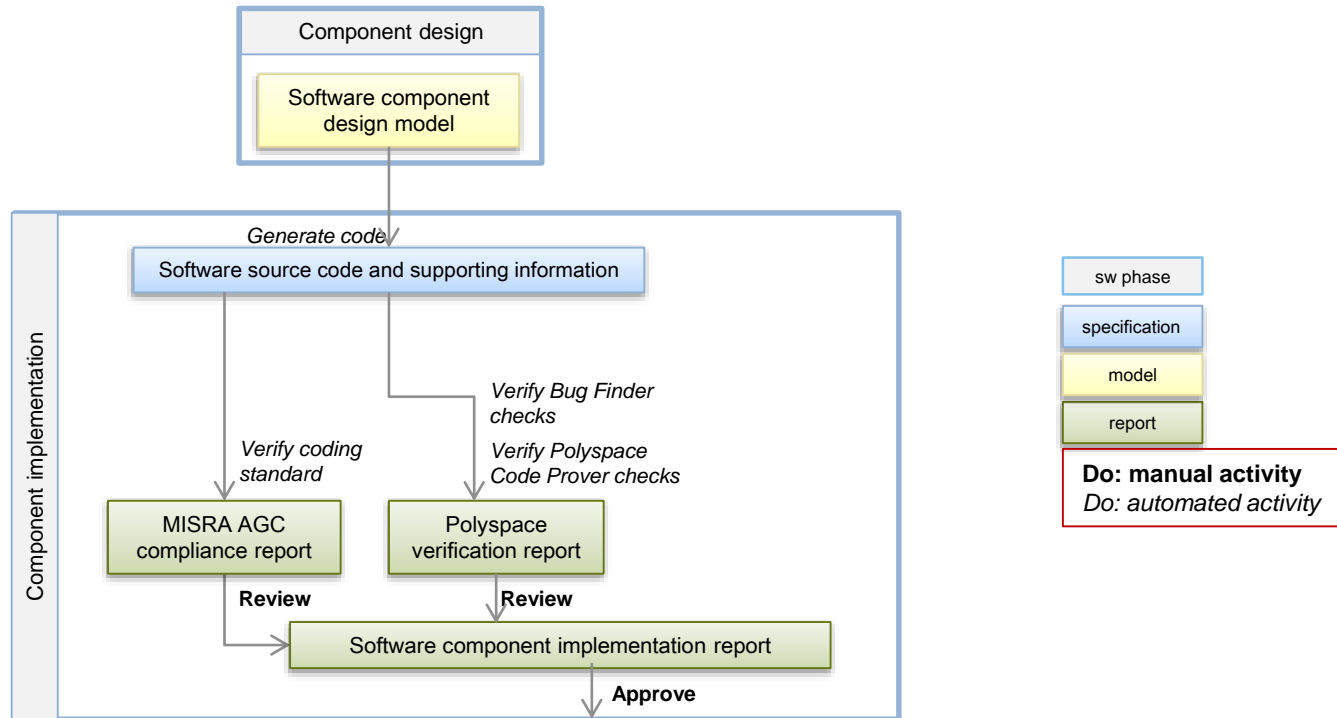 Component design
Software component
design model
Component implementation
Generate code
Software source code and supporting information
Verify Bug Finder
checks
Verify coding
standard
Verify Polyspace
Code Prover checks
MISRA AGC
compliance report
Polyspace
verification report
Review
Review
Software component implementation report
Approve
sw phase
specification
model
report
Do: manual activity
Do: automated activity